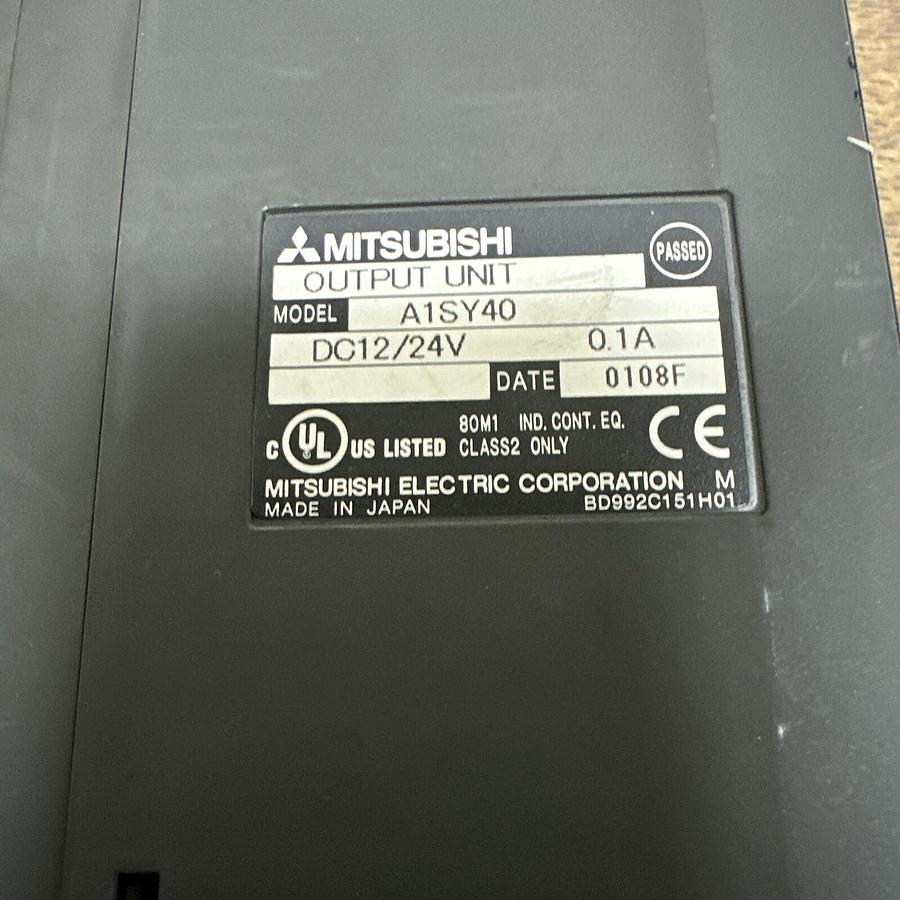 MITSUBISHI PASSED
OUTPUT UNIT
MODEL A1SY40
DC12/24V 0.1A
DATE 0108F
C UL US LISTED 80M1 IND. CONT. EQ.
CLASS2 ONLY CE
MITSUBISHI ELECTRIC CORPORATION M
MADE IN JAPAN BD992C151H01